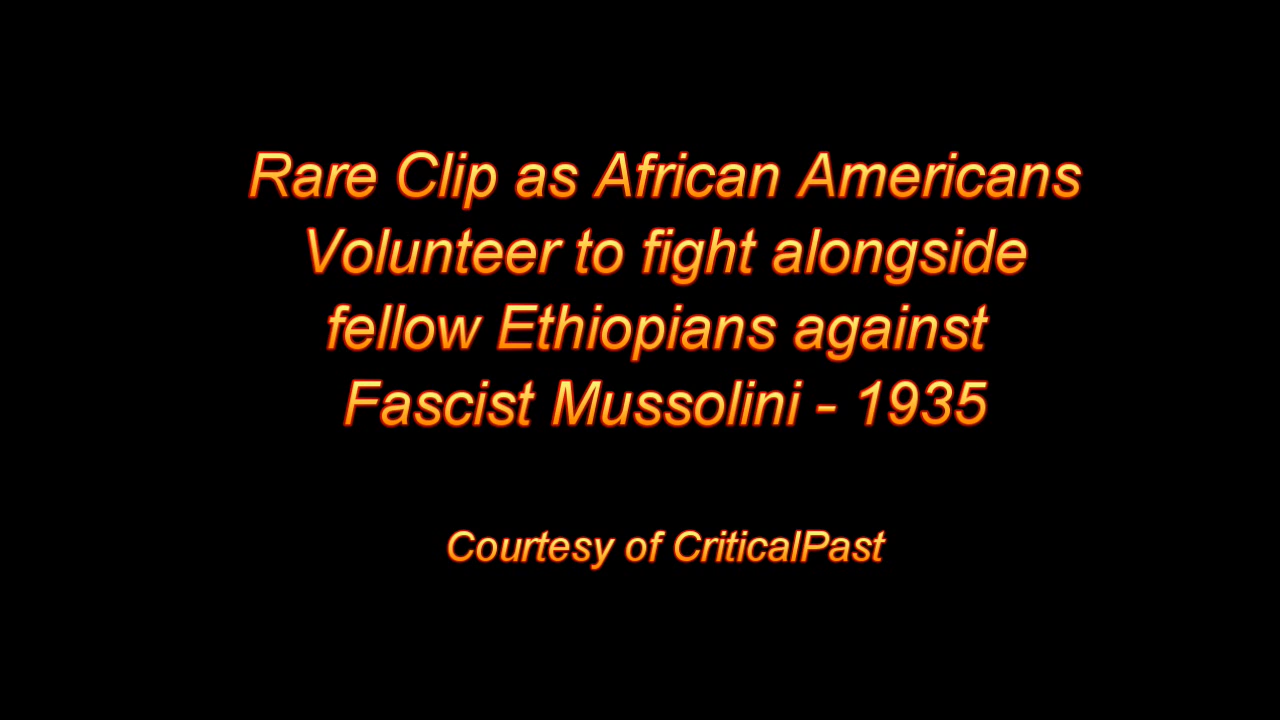 Rare Clip as African Americans
Volunteer to fight alongside
fellow Ethiopians against
Fascist Mussolini - 1935
Courtesy of CriticalPast